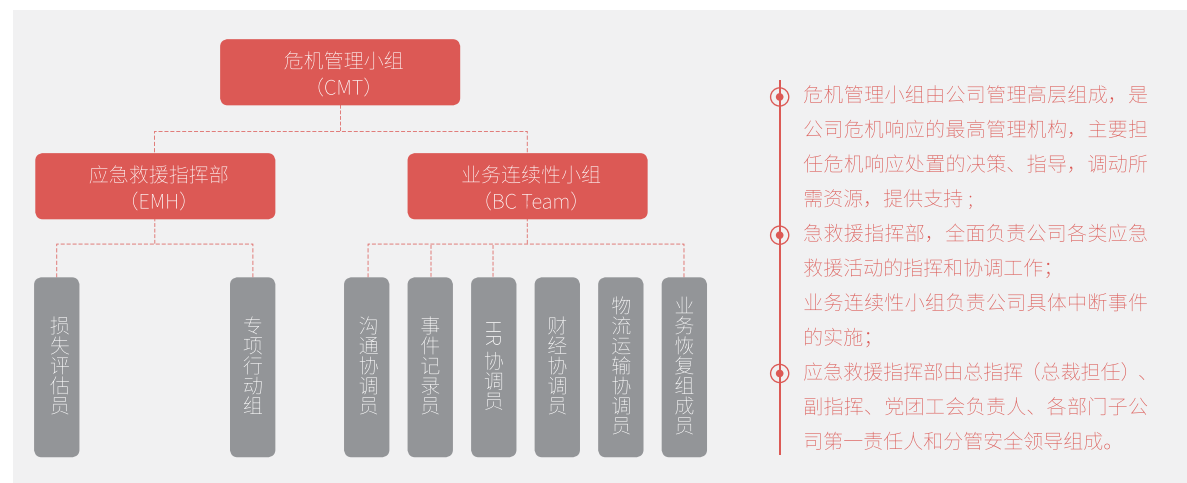 危机管理小组
（CMT）
应急救援指挥部
（EMH）
业务连续性小组
（BC Team）
损失评估员
专项行动组
沟通协调员
事件记录员
HR 协调员
财经协调员
物流运输协调员
业务恢复组成员
危机管理小组由公司管理高层组成，是
公司危机响应的最高管理机构，主要担
任危机响应处置的决策、指导，调动所
需资源，提供支持；
急救援指挥部，全面负责公司各类应急
救援活动的指挥和协调工作；
业务连续性小组负责公司具体中断事件
的实施；
应急救援指挥部由总指挥（总裁担任）、
副指挥、党团工会负责人、各部门子公
司第一责任人和分管安全领导组成。